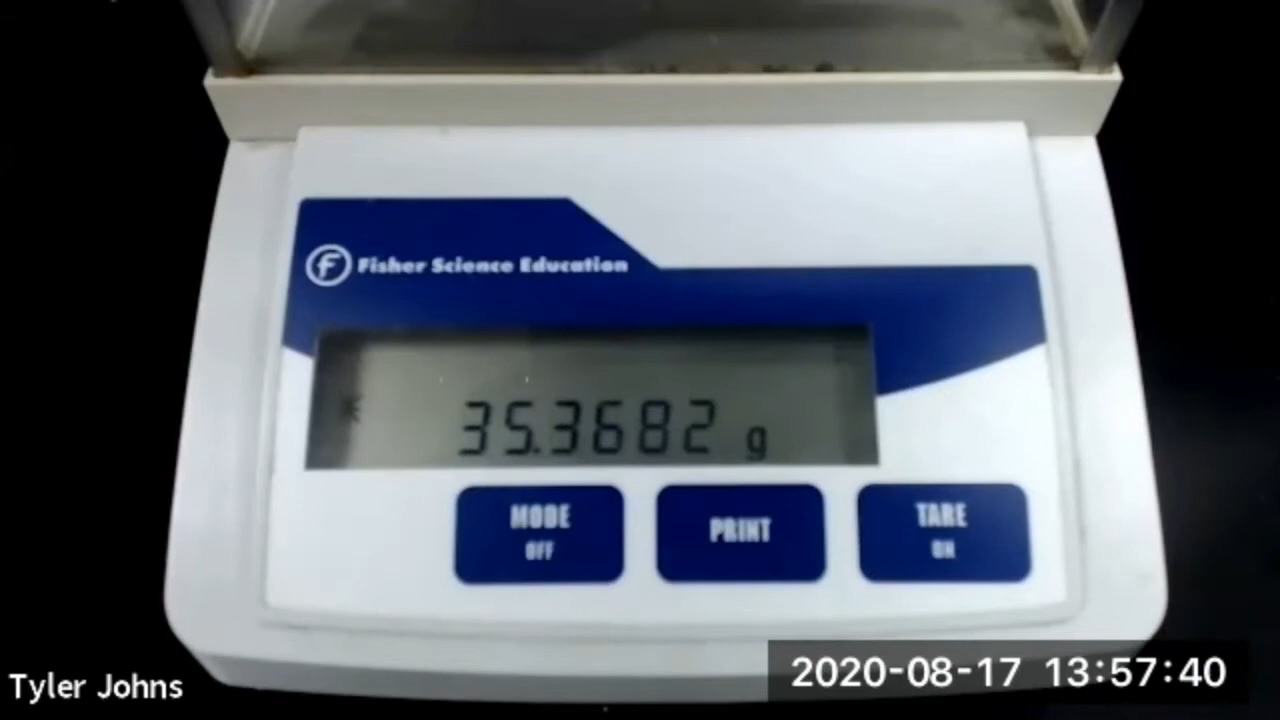 Fisher Science Education
35.3682 g
MODE
OFF
PRINT
TARE
ON
Tyler Johns
2020-08-17 13:57:40